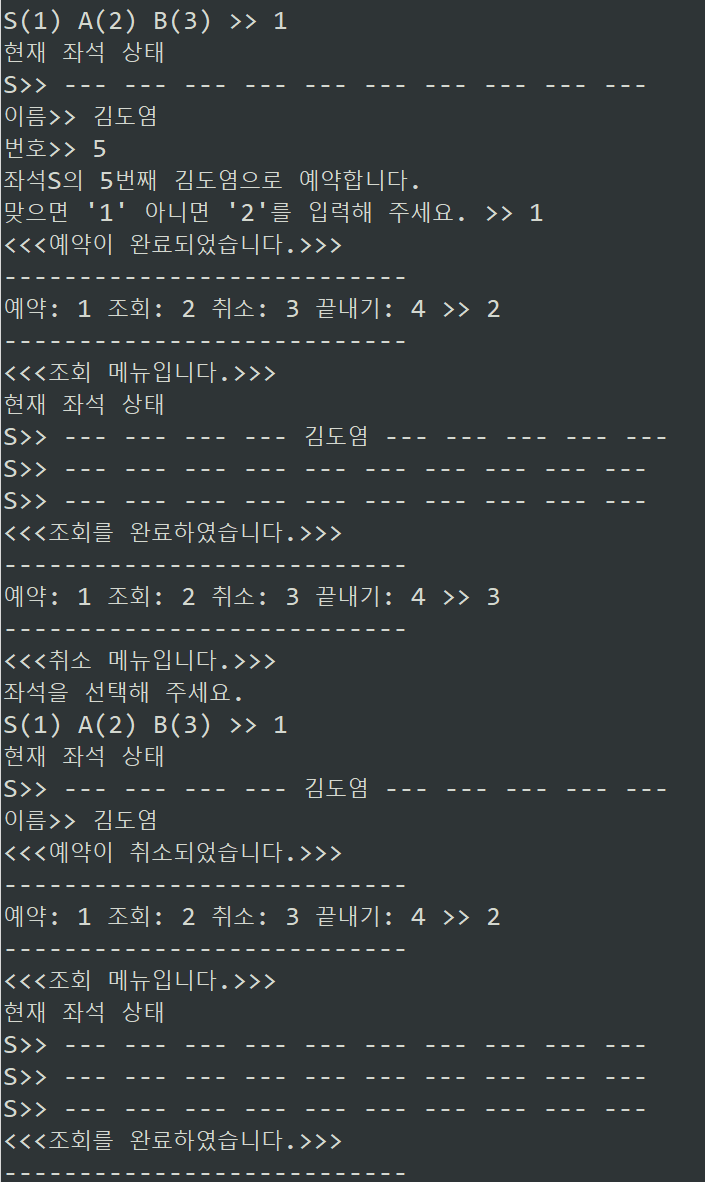 S(1) A(2) B(3) >> 1
현재 좌석 상태
S>> --- --- --- --- --- --- --- --- --- ---
이름>> 김도염
번호>> 5
좌석S의 5번째 김도염으로 예약합니다.
맞으면 '1' 아니면 '2'를 입력해 주세요. >> 1
<<<예약이 완료되었습니다.>>>
---------------------------
예약: 1 조회: 2 취소: 3 끝내기: 4 >> 2
---------------------------
<<<조회 메뉴입니다.>>>
현재 좌석 상태
S>> --- --- --- --- 김도염 --- --- --- --- ---
S>> --- --- --- --- --- --- --- --- --- ---
S>> --- --- --- --- --- --- --- --- --- ---
<<<조회를 완료하였습니다.>>>
---------------------------
예약: 1 조회: 2 취소: 3 끝내기: 4 >> 3
---------------------------
<<<취소 메뉴입니다.>>>
좌석을 선택해 주세요.
S(1) A(2) B(3) >> 1
현재 좌석 상태
S>> --- --- --- --- 김도염 --- --- --- --- ---
이름>> 김도염
<<<예약이 취소되었습니다.>>>
---------------------------
예약: 1 조회: 2 취소: 3 끝내기: 4 >> 2
---------------------------
<<<조회 메뉴입니다.>>>
현재 좌석 상태
S>> --- --- --- --- --- --- --- --- --- ---
S>> --- --- --- --- --- --- --- --- --- ---
S>> --- --- --- --- --- --- --- --- --- ---
<<<조회를 완료하였습니다.>>>
---------------------------